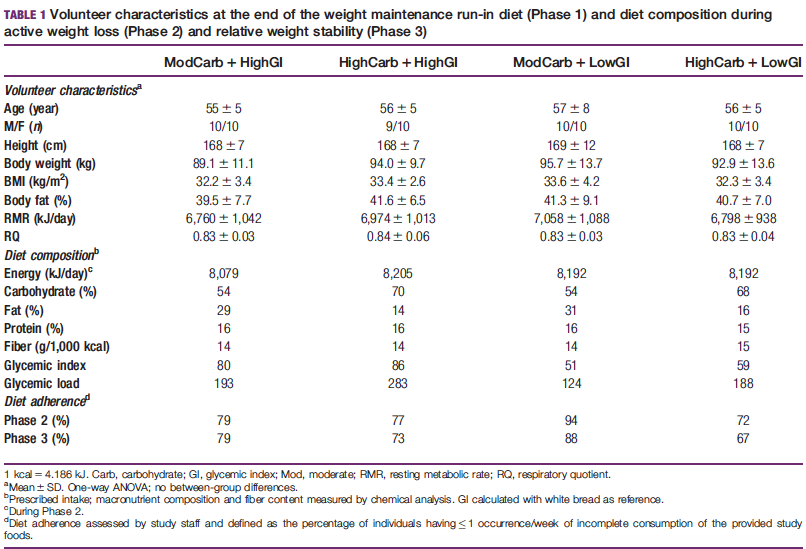 TABLE 1 Volunteer characteristics at the end of the weight maintenance run-in diet (Phase 1) and diet composition during
active weight loss (Phase 2) and relative weight stability (Phase 3)
ModCarb + HighGI HighCarb + HighGI ModCarb + LowGI HighCarb + LowGI
Volunteer characteristicsa
Age (year) 55 ± 5 56 ± 5 57 ± 8 56 ± 5
M/F (n) 10/10 9/10 10/10 10/10
Height (cm) 168 ± 7 168 ± 7 169 ± 12 168 ± 7
Body weight (kg) 89.1 ± 11.1 94.0 ± 9.7 95.7 ± 13.7 92.9 ± 13.6
BMI (kg/m2) 32.2 ± 3.4 33.4 ± 2.6 33.6 ± 4.2 32.3 ± 3.4
Body fat (%) 39.5 ± 7.7 41.6 ± 6.5 41.3 ± 9.1 40.7 ± 7.0
RMR (kJ/day) 6,760 ± 1,042 6,974 ± 1,013 7,058 ± 1,088 6,798 ± 938
RQ 0.83 ± 0.03 0.84 ± 0.06 0.83 ± 0.03 0.83 ± 0.04
Diet compositionb
Energy (kJ/day)c 8,079 8,205 8,192 8,192
Carbohydrate (%) 54 70 54 68
Fat (%) 29 14 31 16
Protein (%) 16 16 16 15
Fiber (g/1,000 kcal) 14 14 14 15
Glycemic index 80 86 51 59
Glycemic load 193 283 124 188
Diet adherenced
Phase 2 (%) 79 77 94 72
Phase 3 (%) 79 73 88 67
1 kcal = 4.186 kJ. Carb, carbohydrate; GI, glycemic index; Mod, moderate; RMR, resting metabolic rate; RQ, respiratory quotient.
aMean ± SD. One-way ANOVA; no between-group differences.
bPrescribed intake; macronutrient composition and fiber content measured by chemical analysis. GI calculated with white bread as reference.
cDuring Phase 2.
dDiet adherence assessed by study staff and defined as the percentage of individuals having ≤ 1 occurrence/week of incomplete consumption of the provided study
foods.